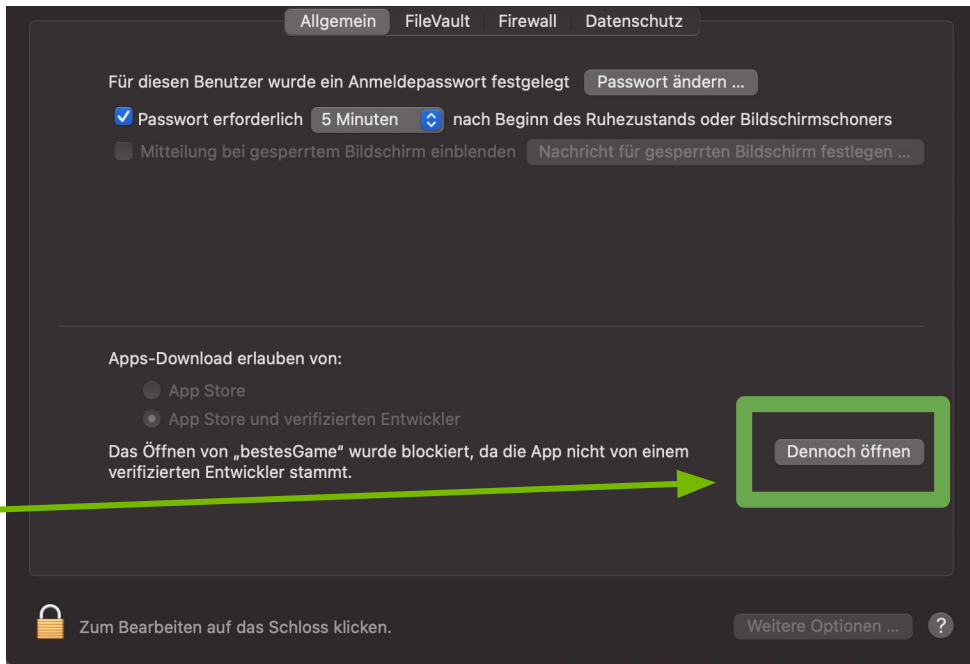 Allgemein FileVault Firewall Datenschutz
Für diesen Benutzer wurde ein Anmeldepasswort festgelegt Passwort ändern ...
Passwort erforderlich 5 Minuten nach Beginn des Ruhezustands oder Bildschirmschoners
Mitteilung bei gesperrtem Bildschirm einblenden Nachricht für gesperrten Bildschirm festlegen ...
Apps-Download erlauben von:
App Store
App Store und verifizierten Entwickler
Das Öffnen von „bestesGame“ wurde blockiert, da die App nicht von einem
verifizierten Entwickler stammt.
Dennoch öffnen
Zum Bearbeiten auf das Schloss klicken.
Weitere Optionen ... ?